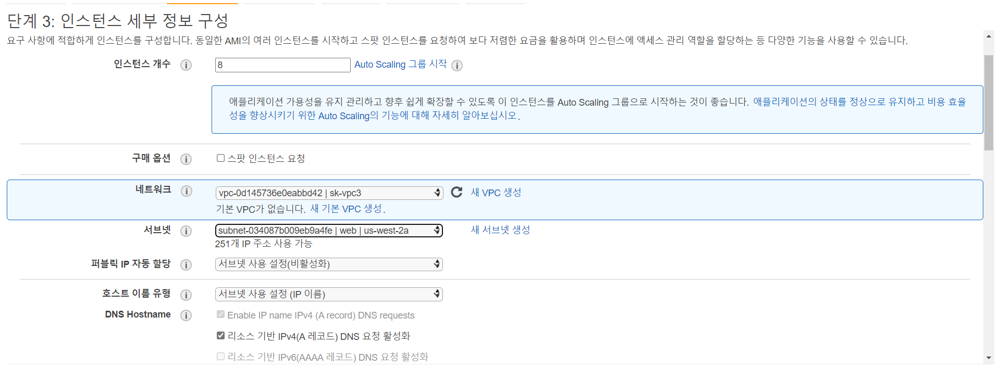 단계 3: 인스턴스 세부 정보 구성
요구 사항에 적합하게 인스턴스를 구성합니다. 동일한 AMI의 여러 인스턴스를 시작하고 스팟 인스턴스를 요청하여 보다 저렴한 요금을 활용하며 인스턴스에 액세스 관리 역할을 할당하는 등 다양한 기능을 사용할 수 있습니다.
인스턴스 개수 8 Auto Scaling 그룹 시작
애플리케이션 가용성을 유지 관리하고 향후 쉽게 확장할 수 있도록 이 인스턴스를 Auto Scaling 그룹으로 시작하는 것이 좋습니다. 애플리케이션의 상태를 정상으로 유지하고 비용 효율
성을 향상시키기 위한 Auto Scaling의 기능에 대해 자세히 알아보십시오.
구매 옵션 스팟 인스턴스 요청
네트워크 vpc-0d145736e0eabbd42 | sk-vpc3 새 VPC 생성
기본 VPC가 없습니다. 새 기본 VPC 생성.
서브넷 subnet-034087b009eb9a4fe | web | us-west-2a 새 서브넷 생성
251개 IP 주소 사용 가능
퍼블릭 IP 자동 할당 서브넷 사용 설정(비활성화)
호스트 이름 유형 서브넷 사용 설정 (IP 이름)
DNS Hostname Enable IP name IPv4 (A record) DNS requests
리소스 기반 IPv4(A 레코드) DNS 요청 활성화
리소스 기반 IPv6(AAAA 레코드) DNS 요청 활성화